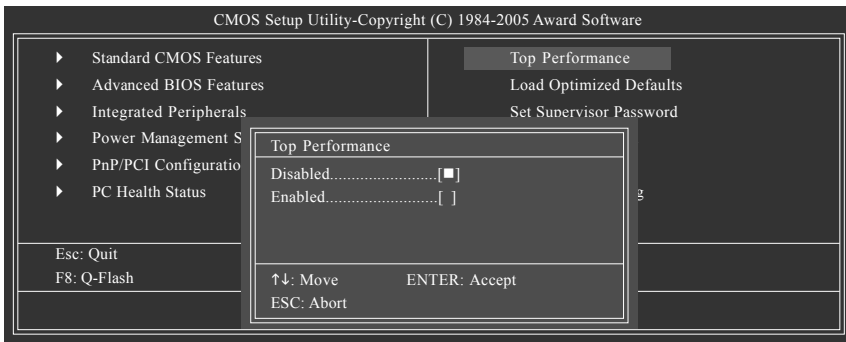 CMOS Setup Utility-Copyright (C) 1984-2005 Award Software
Standard CMOS Features
Advanced BIOS Features
Integrated Peripherals
Power Management S
PnP/PCI Configuratio
PC Health Status
Top Performance
Load Optimized Defaults
Set Supervisor Password
g
Top Performance
Disabled........................[■]
Enabled.........................[ ]
↑↓: Move ENTER: Accept
ESC: Abort
Esc: Quit
F8: Q-Flash